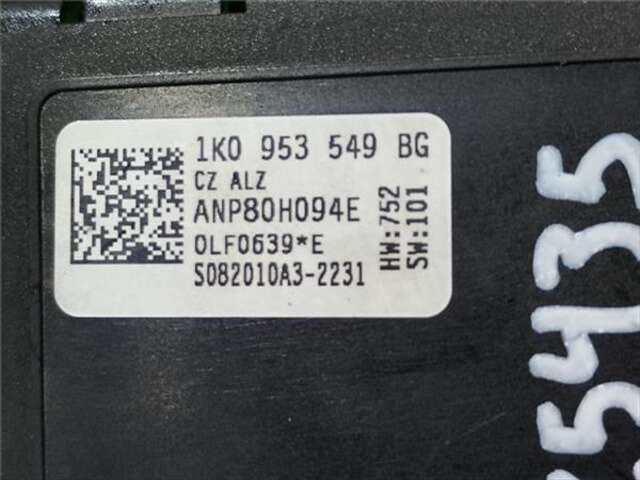 1K0 953 549 BG
CZ ALZ
ANP80H094E
0LF0639*E
S082010A3-2231
HW:752
SW:101
5435